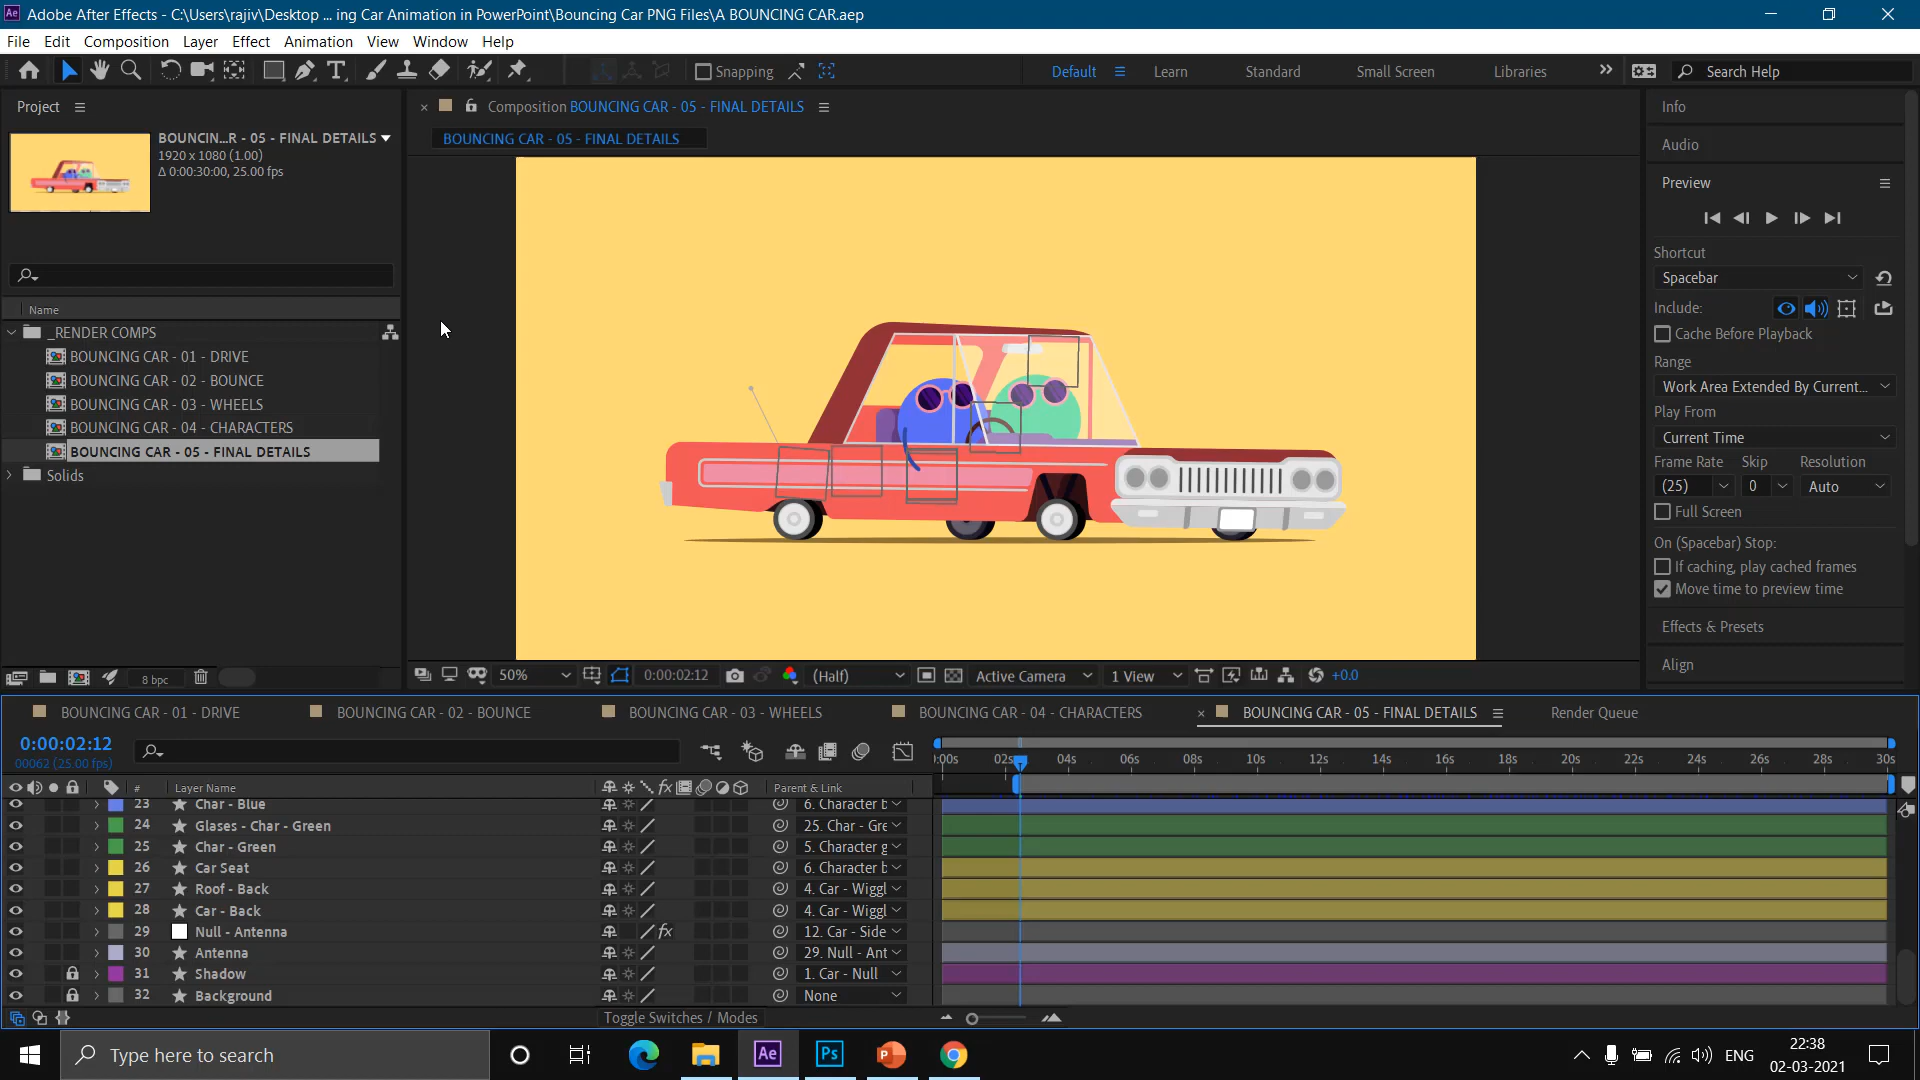 Adobe After Effects - C:\Users\rajiv\Desktop ... ing Car Animation in PowerPoint\Bouncing Car PNG Files\A BOUNCING CAR.aep
File Edit Composition Layer Effect Animation View Window Help
Snapping Default Learn Standard Small Screen Libraries Search Help
Project
BOUNCIN...R - 05 - FINAL DETAILS
1920 x 1080 (1.00)
Δ 0:00:30:00, 25.00 fps
Name
_RENDER COMPS
BOUNCING CAR - 01 - DRIVE
BOUNCING CAR - 02 - BOUNCE
BOUNCING CAR - 03 - WHEELS
BOUNCING CAR - 04 - CHARACTERS
BOUNCING CAR - 05 - FINAL DETAILS
Solids
8 bpc
Composition BOUNCING CAR - 05 - FINAL DETAILS
BOUNCING CAR - 05 - FINAL DETAILS
50% 0:00:02:12 (Half) Active Camera 1 View +0.0
Info
Audio
Preview
Shortcut
Spacebar
Include:
Cache Before Playback
Range
Work Area Extended By Current...
Play From
Current Time
Frame Rate Skip Resolution
(25) 0 Auto
Full Screen
On (Spacebar) Stop:
If caching, play cached frames
Move time to preview time
Effects & Presets
Align
BOUNCING CAR - 01 - DRIVE BOUNCING CAR - 02 - BOUNCE BOUNCING CAR - 03 - WHEELS BOUNCING CAR - 04 - CHARACTERS BOUNCING CAR - 05 - FINAL DETAILS Render Queue
0:00:02:12
00062 (25.00 fps)
:00s 02s 04s 06s 08s 10s 12s 14s 16s 18s 20s 22s 24s 26s 28s 30s
# Layer Name fx Parent & Link
23 Char - Blue 6. Character b
24 Glases - Char - Green 25. Char - Gre
25 Char - Green 5. Character g
26 Car Seat 6. Character b
27 Roof - Back 4. Car - Wiggl
28 Car - Back 4. Car - Wiggl
29 Null - Antenna fx 12. Car - Side
30 Antenna 29. Null - Ant
31 Shadow 1. Car - Null
32 Background None
Toggle Switches / Modes
Type here to search
Ae
Ps
ENG
22:38
02-03-2021